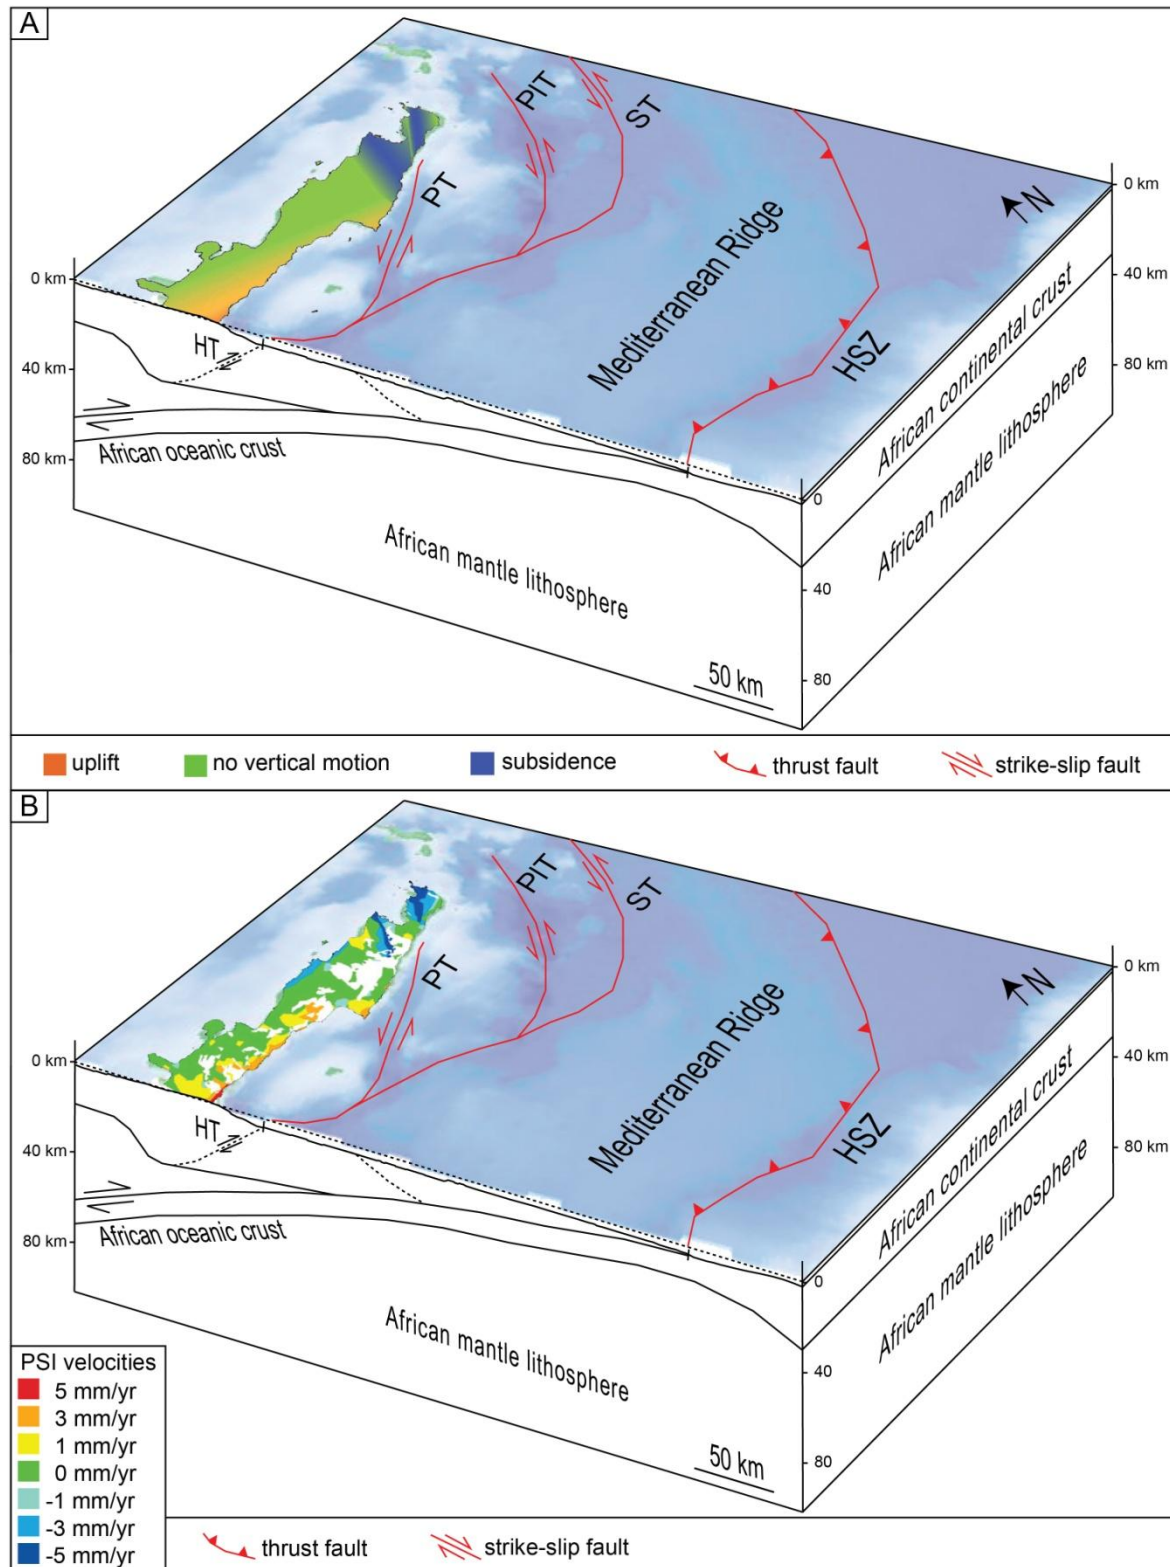 A
PIT
ST
PT
N
0 km
0 km
Mediterranean Ridge
HT
HSZ
40 km
40 km
African continental crust
80 km
80 km
African oceanic crust
African mantle lithosphere
African mantle lithosphere
0
40
80
50 km
uplift
no vertical motion
subsidence
thrust fault
strike-slip fault
B
PIT
ST
PT
N
0 km
0 km
Mediterranean Ridge
HT
HSZ
40 km
40 km
African continental crust
80 km
80 km
African oceanic crust
African mantle lithosphere
African mantle lithosphere
0
40
80
50 km
PSI velocities
5 mm/yr
3 mm/yr
1 mm/yr
0 mm/yr
-1 mm/yr
-3 mm/yr
-5 mm/yr
thrust fault
strike-slip fault